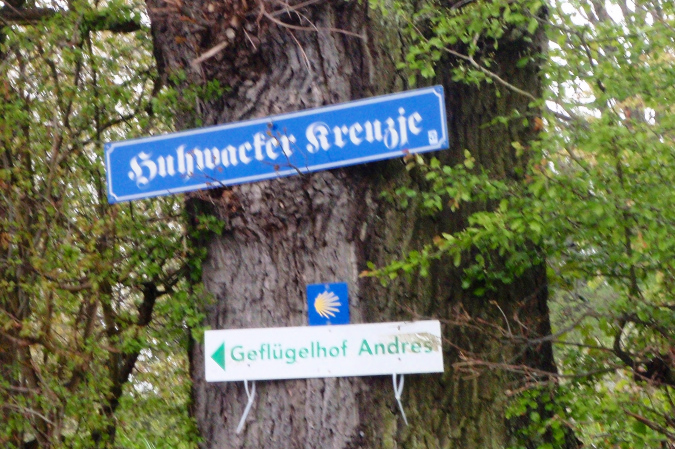 Huhwacker Kreuzje
Geflügelhof Andres